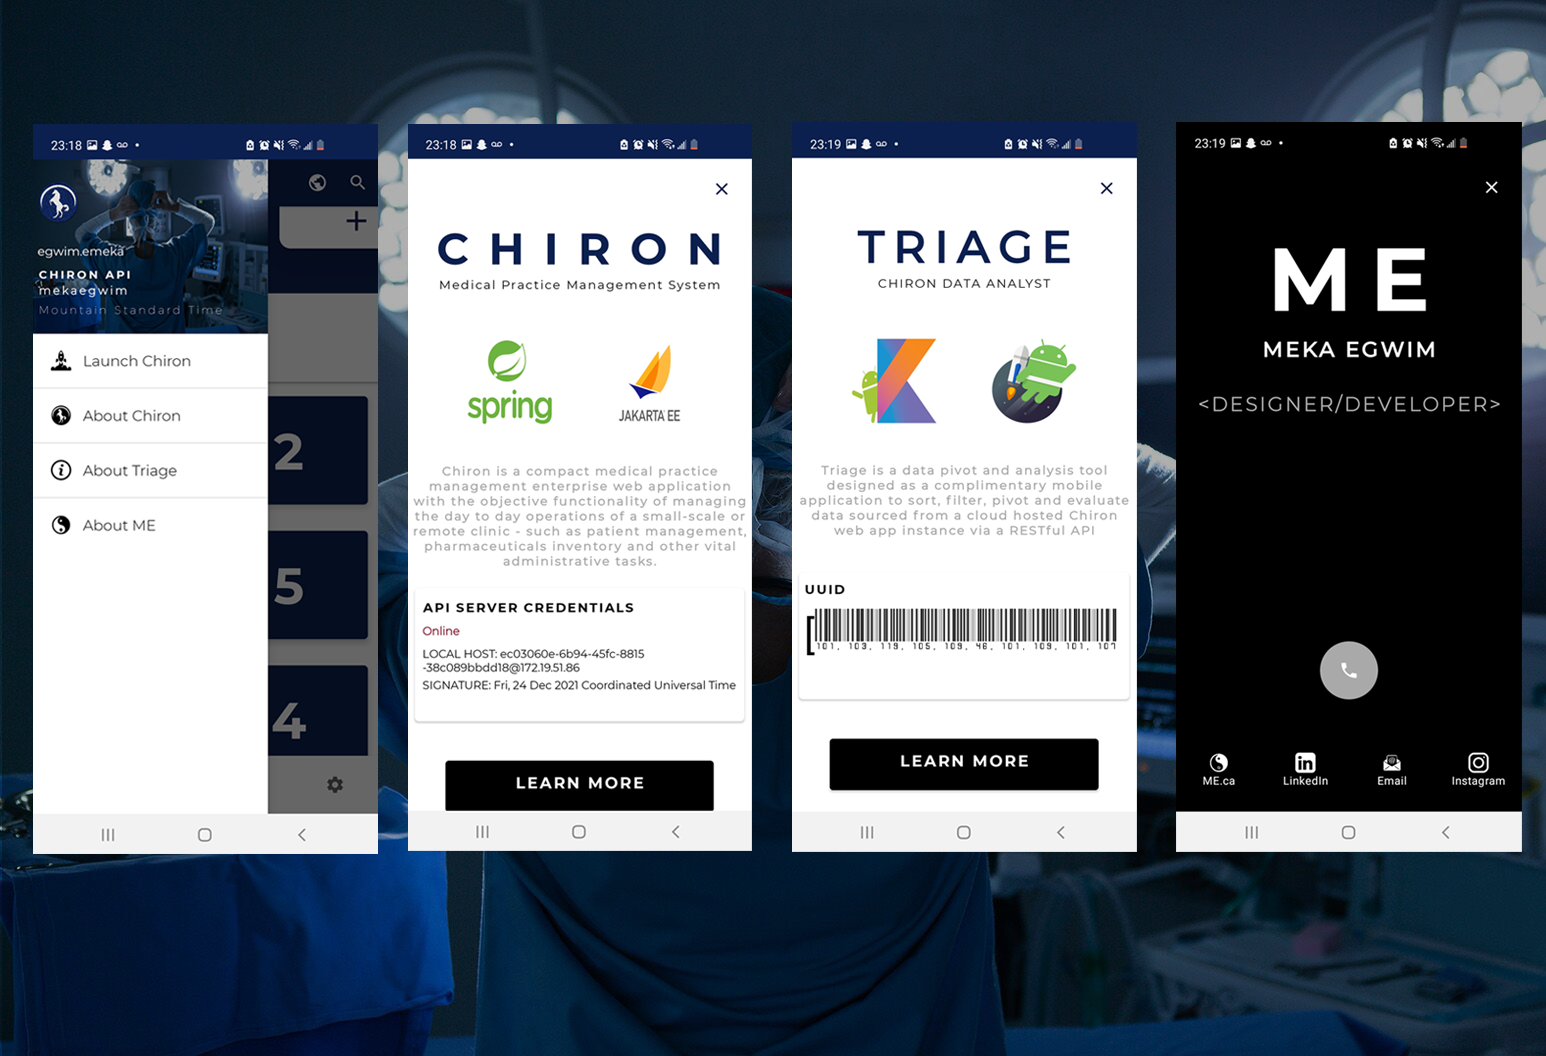 23:18
egwim.emeka
CHIRON API
mekaegwim
Mountain Standard Time
Launch Chiron
About Chiron
About Triage
About ME
2
5
4
23:18
CHIRON
Medical Practice Management System
spring
JAKARTA EE
Chiron is a compact medical practice
management enterprise web application
with the objective functionality of managing
the day to day operations of a small-scale or
remote clinic - such as patient management,
pharmaceuticals inventory and other vital
administrative tasks.
API SERVER CREDENTIALS
Online
LOCAL HOST: ec03060e-6b94-45fc-8815
-38c089bbdd18@172.19.51.86
SIGNATURE: Fri, 24 Dec 2021 Coordinated Universal Time
LEARN MORE
23:19
TRIAGE
CHIRON DATA ANALYST
Triage is a data pivot and analysis tool
designed as a complimentary mobile
application to sort, filter, pivot and evaluate
data sourced from a cloud hosted Chiron
web app instance via a RESTful API
UUID
[101, 103, 119, 105, 109, 46, 101, 109, 101, 107
LEARN MORE
23:19
ME
MEKA EGWIM
<DESIGNER/DEVELOPER>
ME.ca
LinkedIn
Email
Instagram